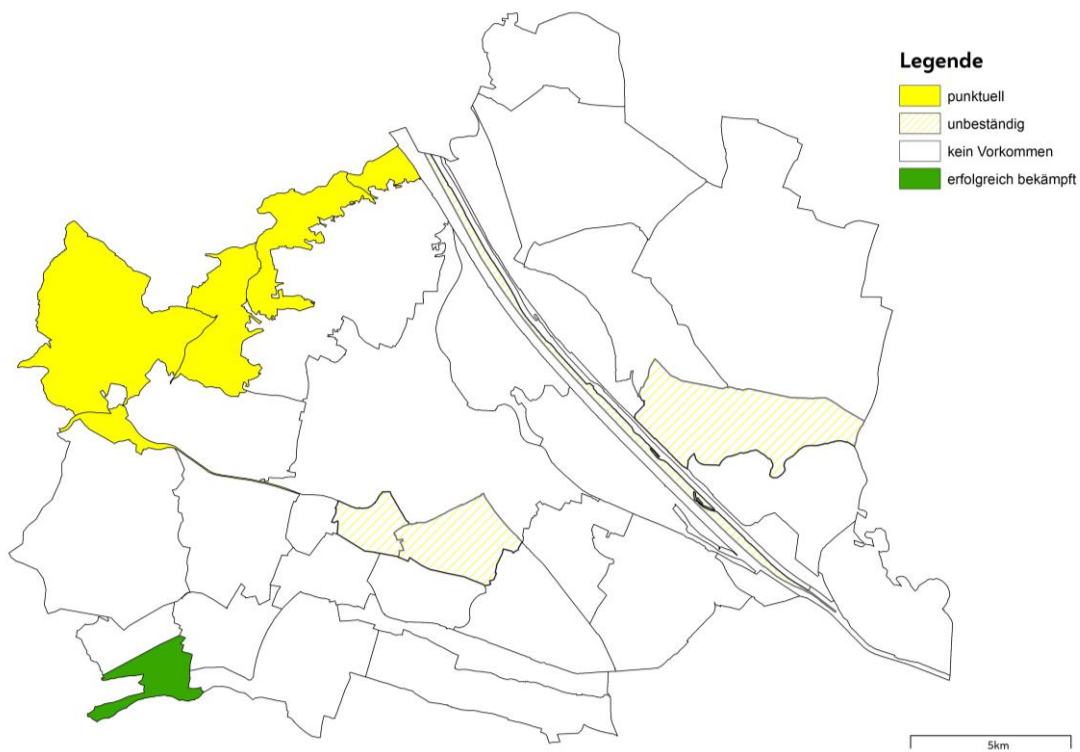 Legende
punktuell
unbeständig
kein Vorkommen
erfolgreich bekämpft
5km